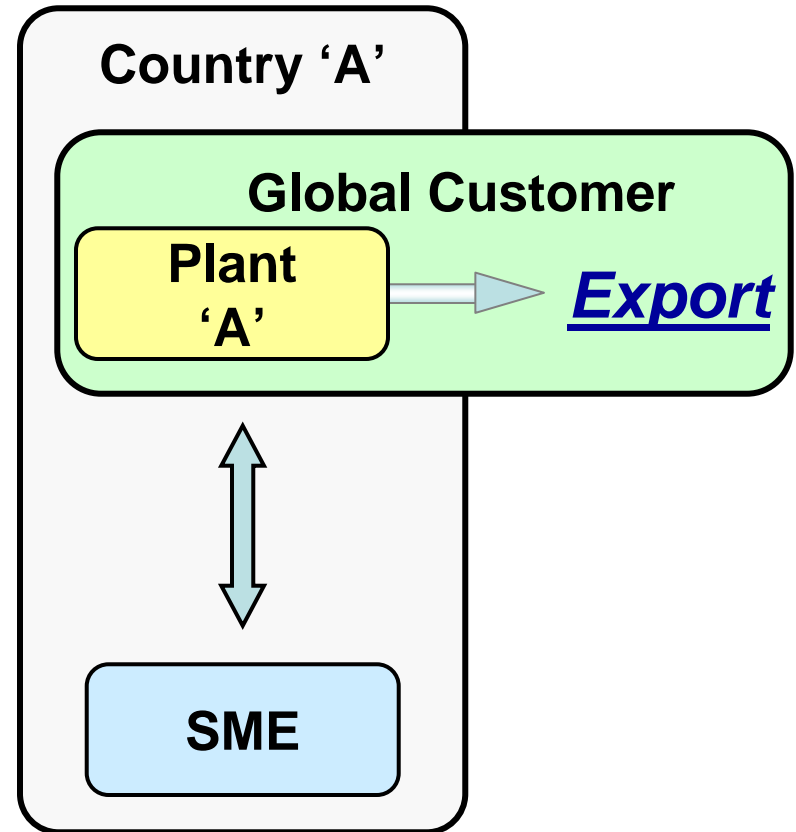 Country ‘A’
Global Customer
Plant
‘A’
Export
SME